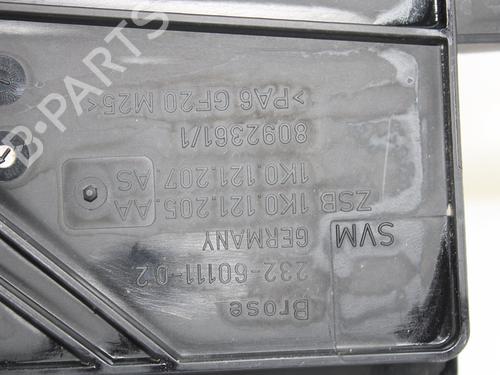 Brose
232-60111-02
GERMANY
SVM
ZSB 1K0.121.205.AA
1K0.121.207.AS
8092361/1
>PA6 GF20 M25<
B-PARTS